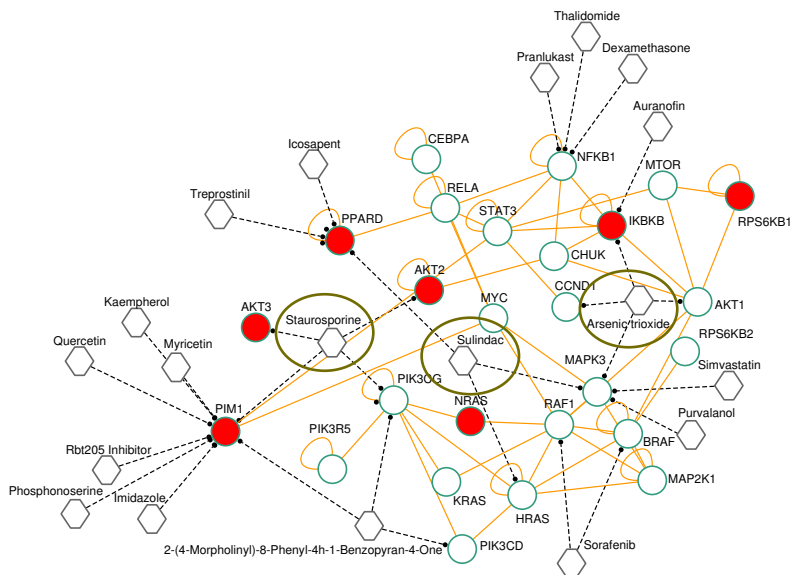 Thalidomide
Dexamethasone
Pranlukast
Auranofin
CEBPA
Icosapent
NFKB1
MTOR
RELA
Treprostinil
PPARD
STAT3
IKBKB
RPS6KB1
CHUK
AKT2
CCND1
AKT3
MYC
AKT1
Kaempherol
Staurosporine
Arsenic trioxide
Quercetin
RPS6KB2
Myricetin
Sulindac
MAPK3
Simvastatin
PIK3CG
PIM1
NRAS
RAF1
Purvalanol
PIK3R5
BRAF
Rbt205 Inhibitor
KRAS
MAP2K1
Phosphonoserine
Imidazole
HRAS
2-(4-Morpholinyl)-8-Phenyl-4h-1-Benzopyran-4-One
PIK3CD
Sorafenib